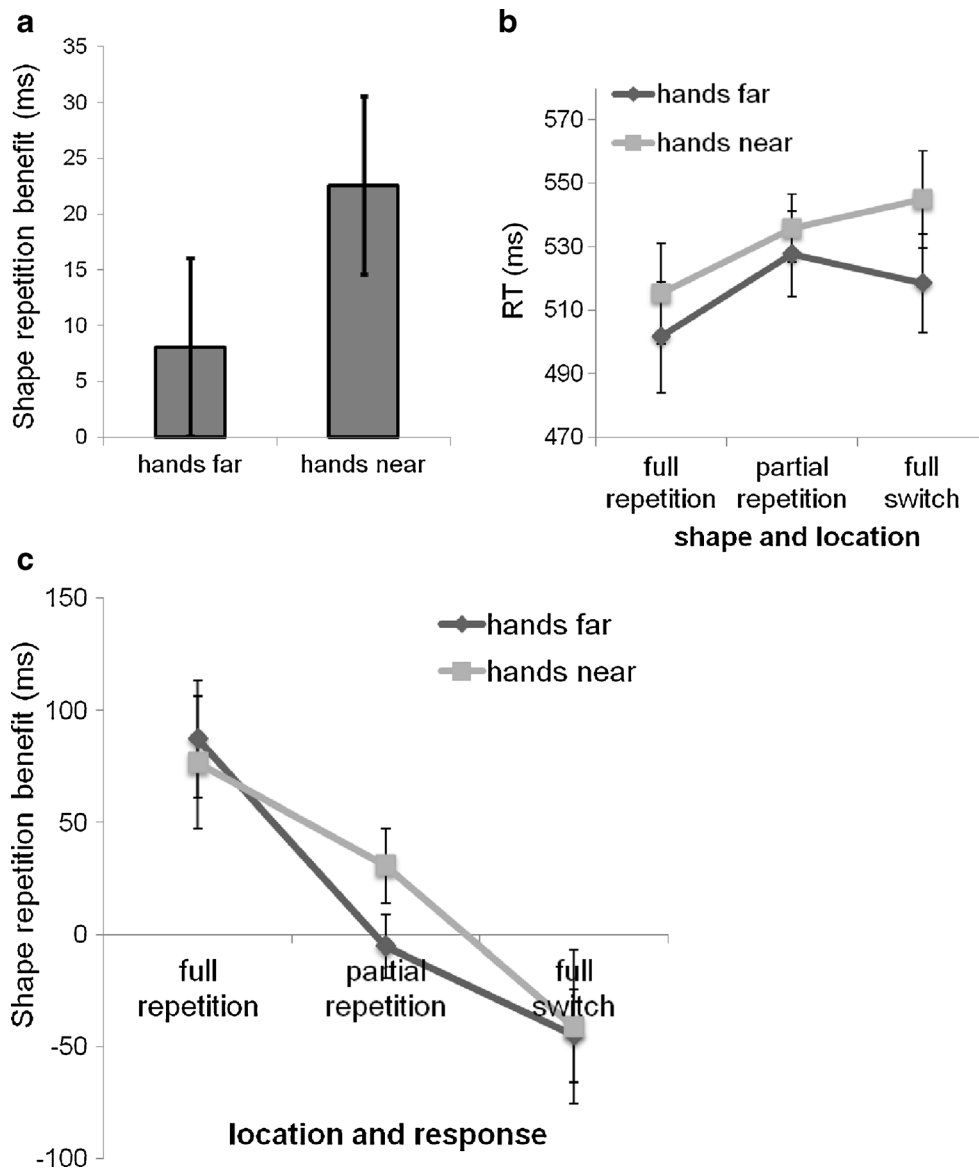 a
Shape repetition benefit (ms)
35
30
25
20
15
10
5
0
hands far
hands near
b
RT (ms)
hands far
hands near
570
550
530
510
490
470
full repetition
partial repetition
full switch
shape and location
c
Shape repetition benefit (ms)
hands far
hands near
150
100
50
0
-50
-100
full repetition
partial repetition
full switch
location and response